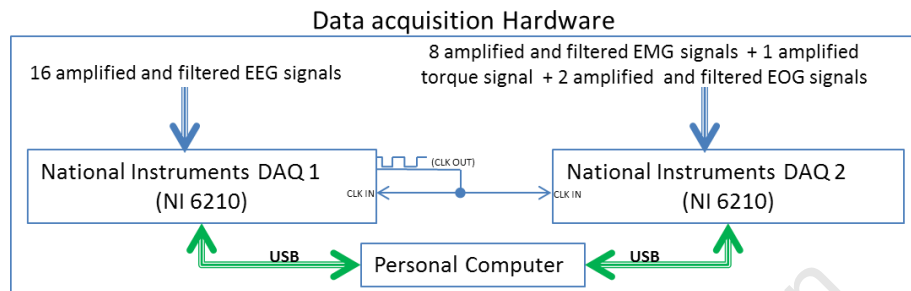 Data acquisition Hardware
16 amplified and filtered EEG signals
8 amplified and filtered EMG signals + 1 amplified
torque signal + 2 amplified and filtered EOG signals
National Instruments DAQ 1
(NI 6210)
(CLK OUT)
CLK IN
CLK IN
National Instruments DAQ 2
(NI 6210)
USB
Personal Computer
USB